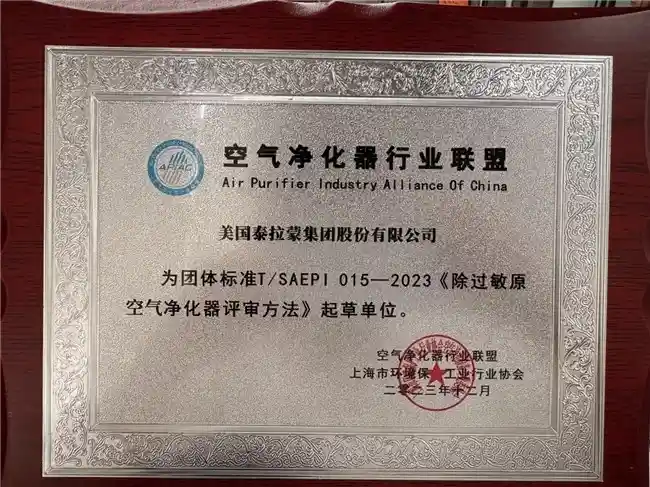 空气净化器行业联盟
Air Purifier Industry Alliance Of China
APIAC
美国泰拉蒙集团股份有限公司
为团体标准T/SAEPI 015—2023《除过敏原
空气净化器评审方法》起草单位。
空气净化器行业联盟
上海市环境保 工业行业协会
二〇二三年十二月